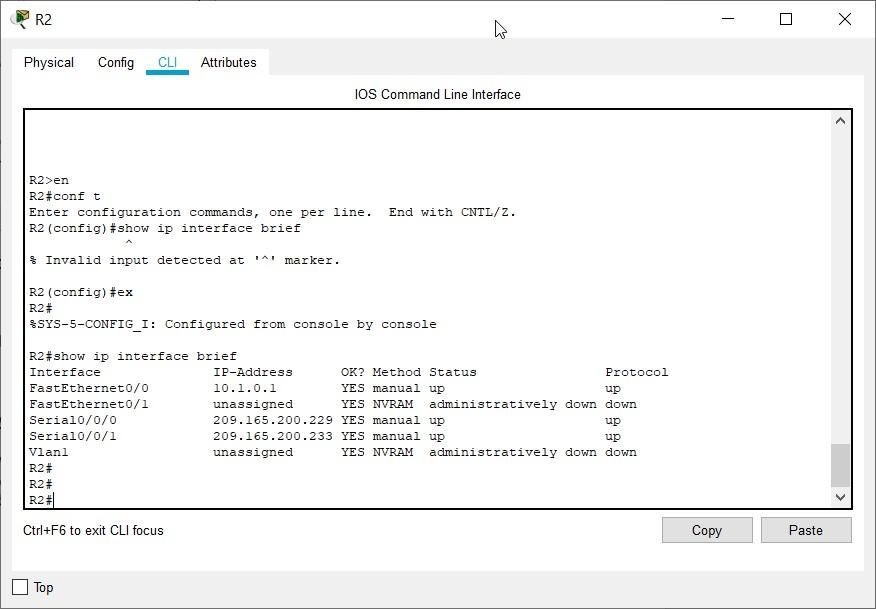 R2
Physical Config CLI Attributes
IOS Command Line Interface
R2>en
R2#conf t
Enter configuration commands, one per line.  End with CNTL/Z.
R2(config)#show ip interface brief
            ^
% Invalid input detected at '^' marker.
R2(config)#ex
R2#
%SYS-5-CONFIG_I: Configured from console by console
R2#show ip interface brief
Interface              IP-Address      OK? Method Status                Protocol
FastEthernet0/0        10.1.0.1        YES manual up                    up
FastEthernet0/1        unassigned      YES NVRAM  administratively down down
Serial0/0/0            209.165.200.229 YES manual up                    up
Serial0/0/1            209.165.200.233 YES manual up                    up
Vlan1                  unassigned      YES NVRAM  administratively down down
R2#
R2#
R2#
Ctrl+F6 to exit CLI focus
Copy Paste
Top